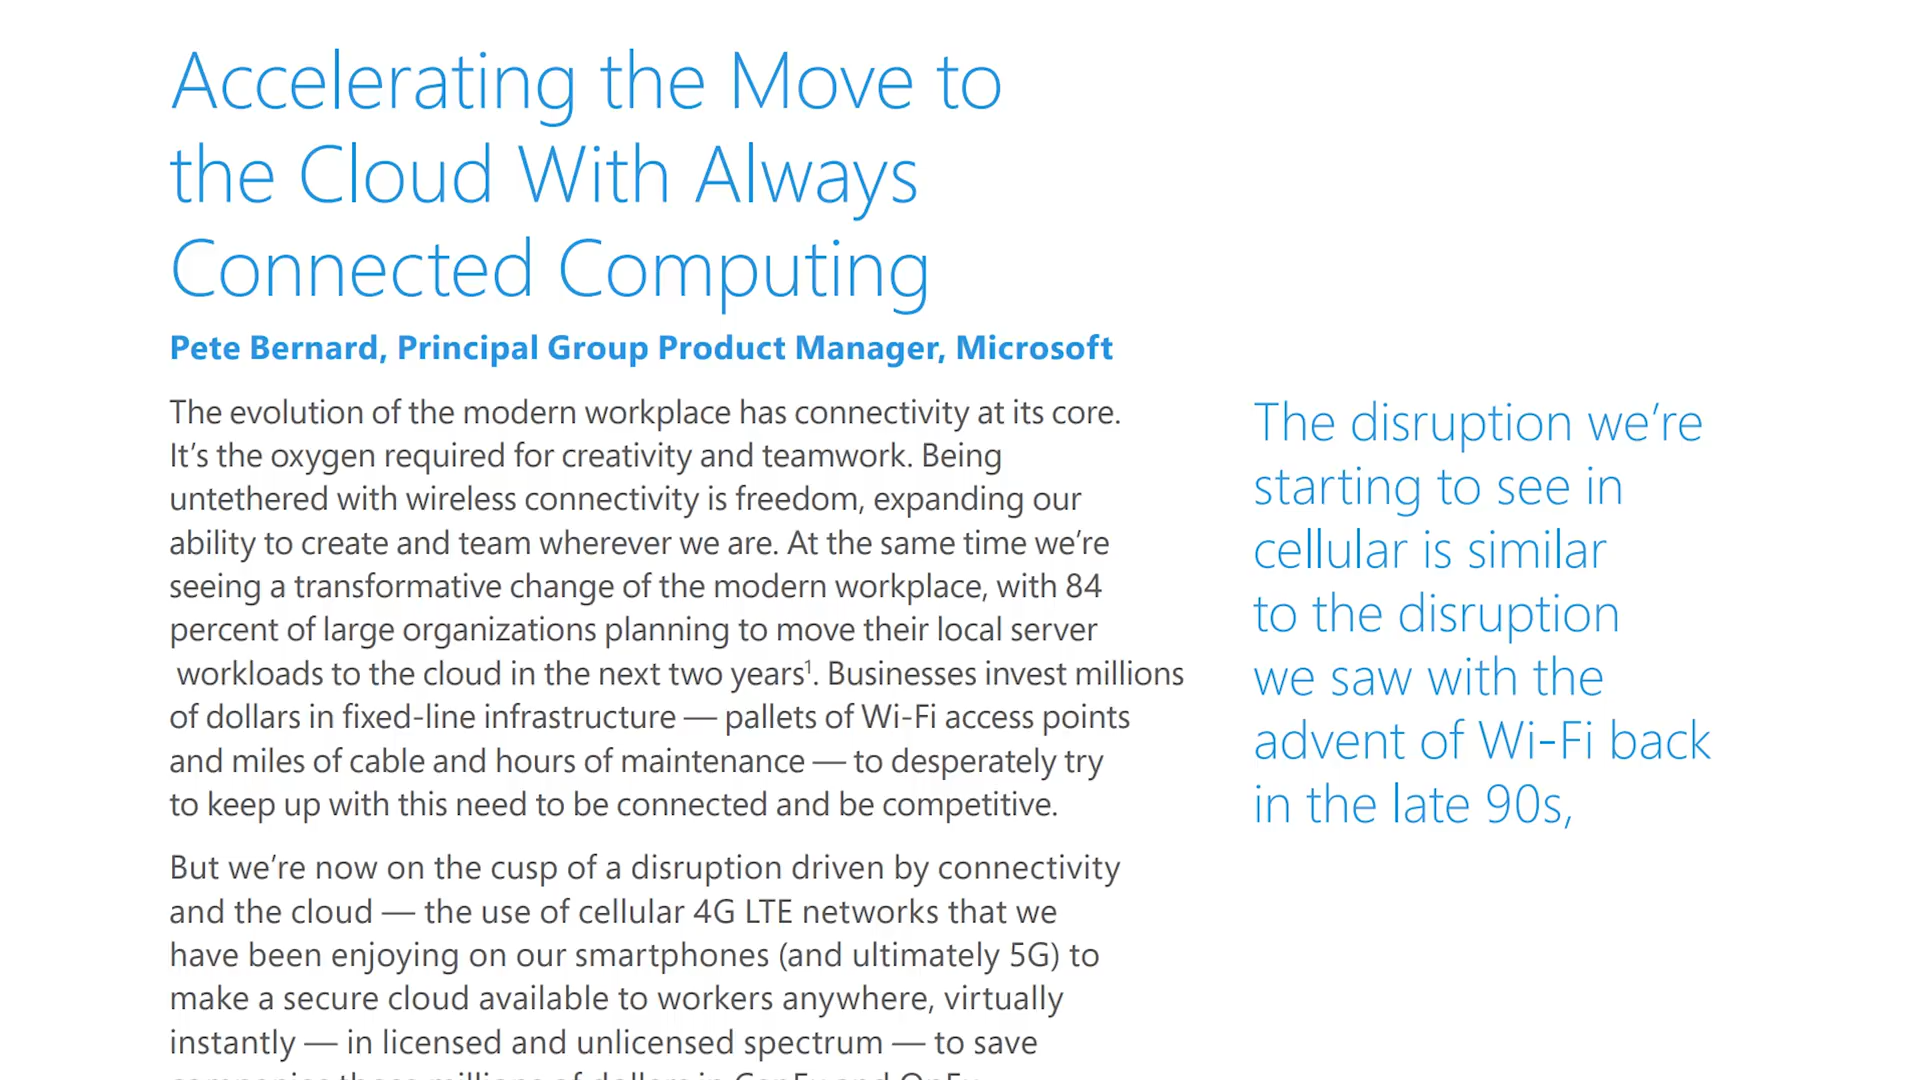 Accelerating the Move to
the Cloud With Always
Connected Computing
Pete Bernard, Principal Group Product Manager, Microsoft
The evolution of the modern workplace has connectivity at its core.
It’s the oxygen required for creativity and teamwork. Being
untethered with wireless connectivity is freedom, expanding our
ability to create and team wherever we are. At the same time we’re
seeing a transformative change of the modern workplace, with 84
percent of large organizations planning to move their local server
workloads to the cloud in the next two years¹. Businesses invest millions
of dollars in fixed-line infrastructure — pallets of Wi-Fi access points
and miles of cable and hours of maintenance — to desperately try
to keep up with this need to be connected and be competitive.
But we’re now on the cusp of a disruption driven by connectivity
and the cloud — the use of cellular 4G LTE networks that we
have been enjoying on our smartphones (and ultimately 5G) to
make a secure cloud available to workers anywhere, virtually
instantly — in licensed and unlicensed spectrum — to save
The disruption we’re
starting to see in
cellular is similar
to the disruption
we saw with the
advent of Wi-Fi back
in the late 90s,